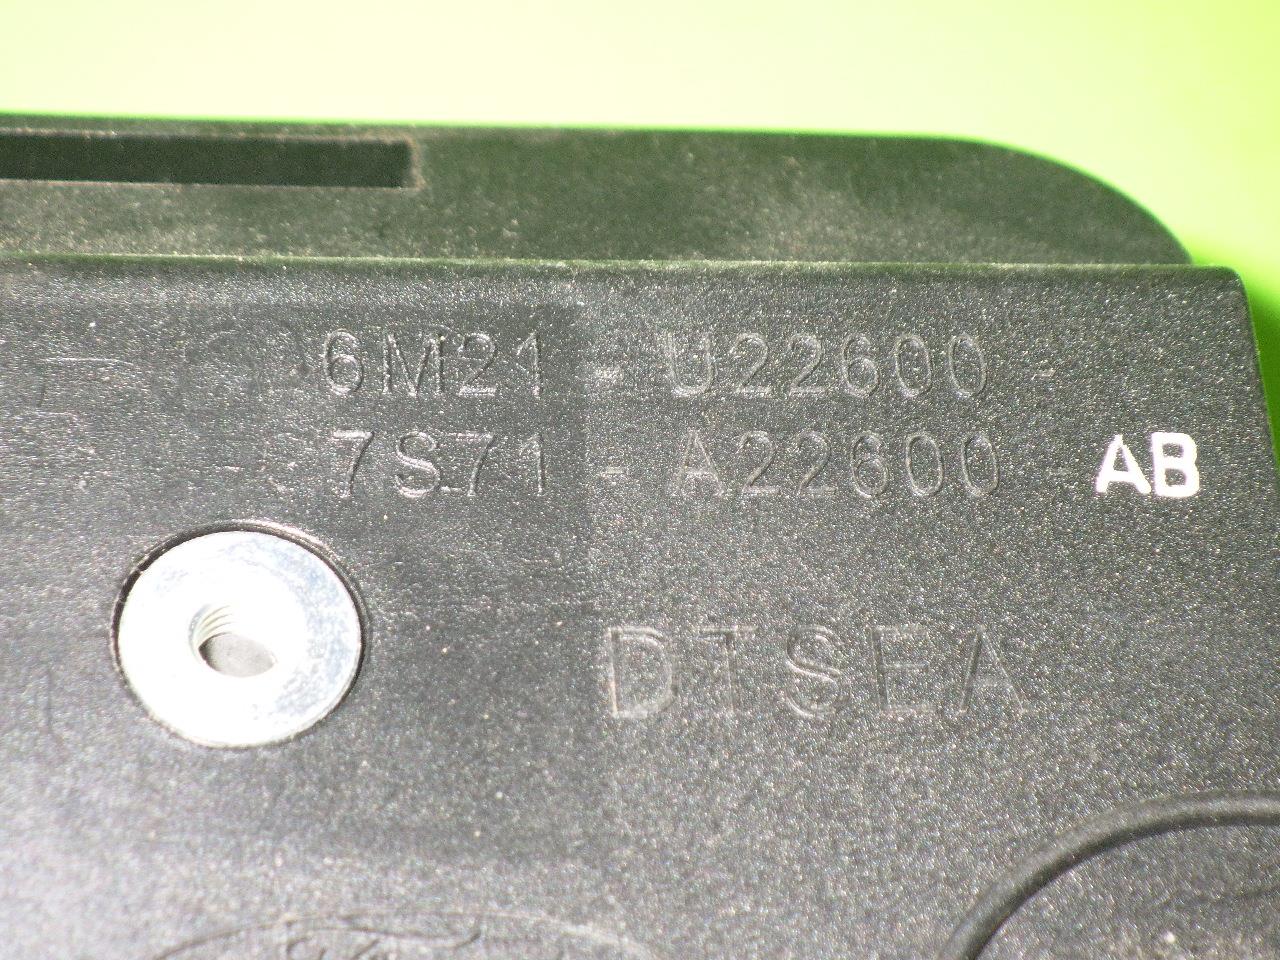 6M21 - U22600 -
7S71 - A22600 - AB
DTSEA